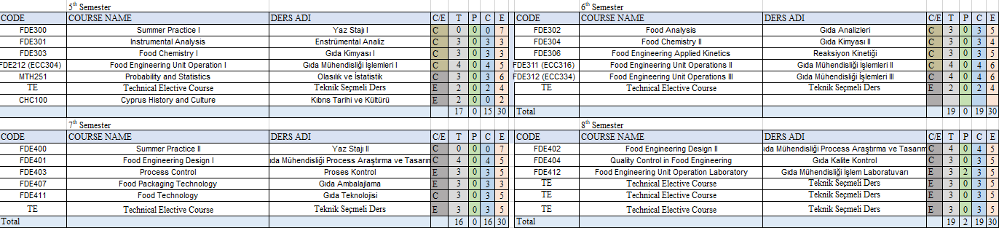 5th Semester
CODE COURSE NAME DERS ADI C/E T P C E
FDE300 Summer Practice I Yaz Stajı I C 0 0 0 7
FDE301 Instrumental Analysis Enstrümental Analiz C 3 0 3 3
FDE303 Food Chemistry I Gıda Kimyası I C 3 0 3 3
FDE212 (ECC304) Food Engineering Unit Operation I Gıda Mühendisliği İşlemleri I C 4 0 4 5
MTH251 Probability and Statistics Olasılık ve İstatistik C 3 0 3 6
TE Technical Elective Course Teknik Seçmeli Ders E 2 0 2 4
CHC100 Cyprus History and Culture Kıbrıs Tarihi ve Kültürü E 2 0 0 2
17 0 15 30
6th Semester
CODE COURSE NAME DERS ADI C/E T P C E
FDE302 Food Analysis Gıda Analizleri C 3 0 3 5
FDE304 Food Chemistry II Gıda Kimyası II C 3 0 3 4
FDE306 Food Engineering Applied Kinetics Reaksiyon Kinetiği C 3 0 3 5
FDE311 (ECC316) Food Engineering Unit Operations II Gıda Mühendisliği İşlemleri II C 4 0 4 6
FDE312 (ECC334) Food Engineering Unit Operations III Gıda Mühendisliği İşlemleri III C 4 0 4 6
TE Technical Elective Course Teknik Seçmeli Ders E 2 0 2 4
Total 19 0 19 30
7th Semester
CODE COURSE NAME DERS ADI C/E T P C E
FDE400 Summer Practice II Yaz Stajı II C 0 0 0 7
FDE401 Food Engineering Design I ıda Mühendisliği Process Araştırma ve Tasarım C 4 0 4 5
FDE403 Process Control Proses Kontrol E 3 0 3 5
FDE407 Food Packaging Technology Gıda Ambalajlama E 3 0 3 3
FDE411 Food Technology Gıda Teknolojisi C 3 0 3 5
TE Technical Elective Course Teknik Seçmeli Ders E 3 0 3 5
Total 16 0 16 30
8th Semester
CODE COURSE NAME DERS ADI C/E T P C E
FDE402 Food Engineering Design II ıda Mühendisliği Process Araştırma ve Tasarım C 4 0 4 5
FDE404 Quality Control in Food Engineering Gıda Kalite Kontrol C 3 0 3 5
FDE412 Food Engineering Unit Operation Laboratory Gıda Mühendisliği İşlem Laboratuvarı E 3 2 3 5
TE Technical Elective Course Teknik Seçmeli Ders E 3 0 3 5
TE Technical Elective Course Teknik Seçmeli Ders E 3 0 3 5
TE Technical Elective Course Teknik Seçmeli Ders E 3 0 3 5
Total 19 2 19 30